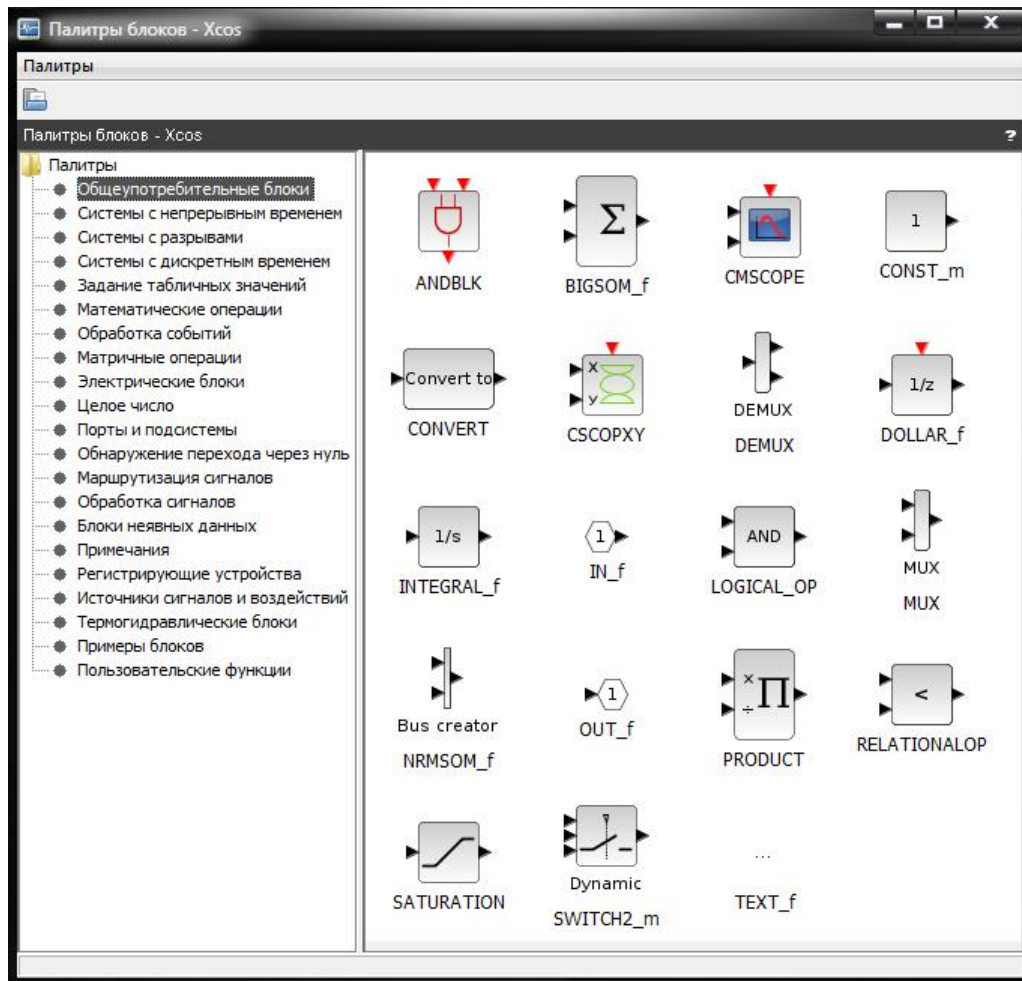 Палитры блоков - Xcos
Палитры
Палитры блоков - Xcos ?
Палитры
Общеупотребительные блоки
Системы с непрерывным временем
Системы с разрывами
Системы с дискретным временем
Задание табличных значений
Математические операции
Обработка событий
Матричные операции
Электрические блоки
Целое число
Порты и подсистемы
Обнаружение перехода через нуль
Маршрутизация сигналов
Обработка сигналов
Блоки неявных данных
Примечания
Регистрирующие устройства
Источники сигналов и воздействий
Термогидравлические блоки
Примеры блоков
Пользовательские функции
ANDBLK
Σ
BIGSOM_f
CMSCOPE
1
CONST_m
Convert to
CONVERT
x
y
CSCOPXY
DEMUX
DEMUX
1/z
DOLLAR_f
1/s
INTEGRAL_f
1
IN_f
AND
LOGICAL_OP
MUX
MUX
Bus creator
NRMSOM_f
1
OUT_f
×
÷
∏
PRODUCT
<
RELATIONALOP
SATURATION
Dynamic
SWITCH2_m
...
TEXT_f